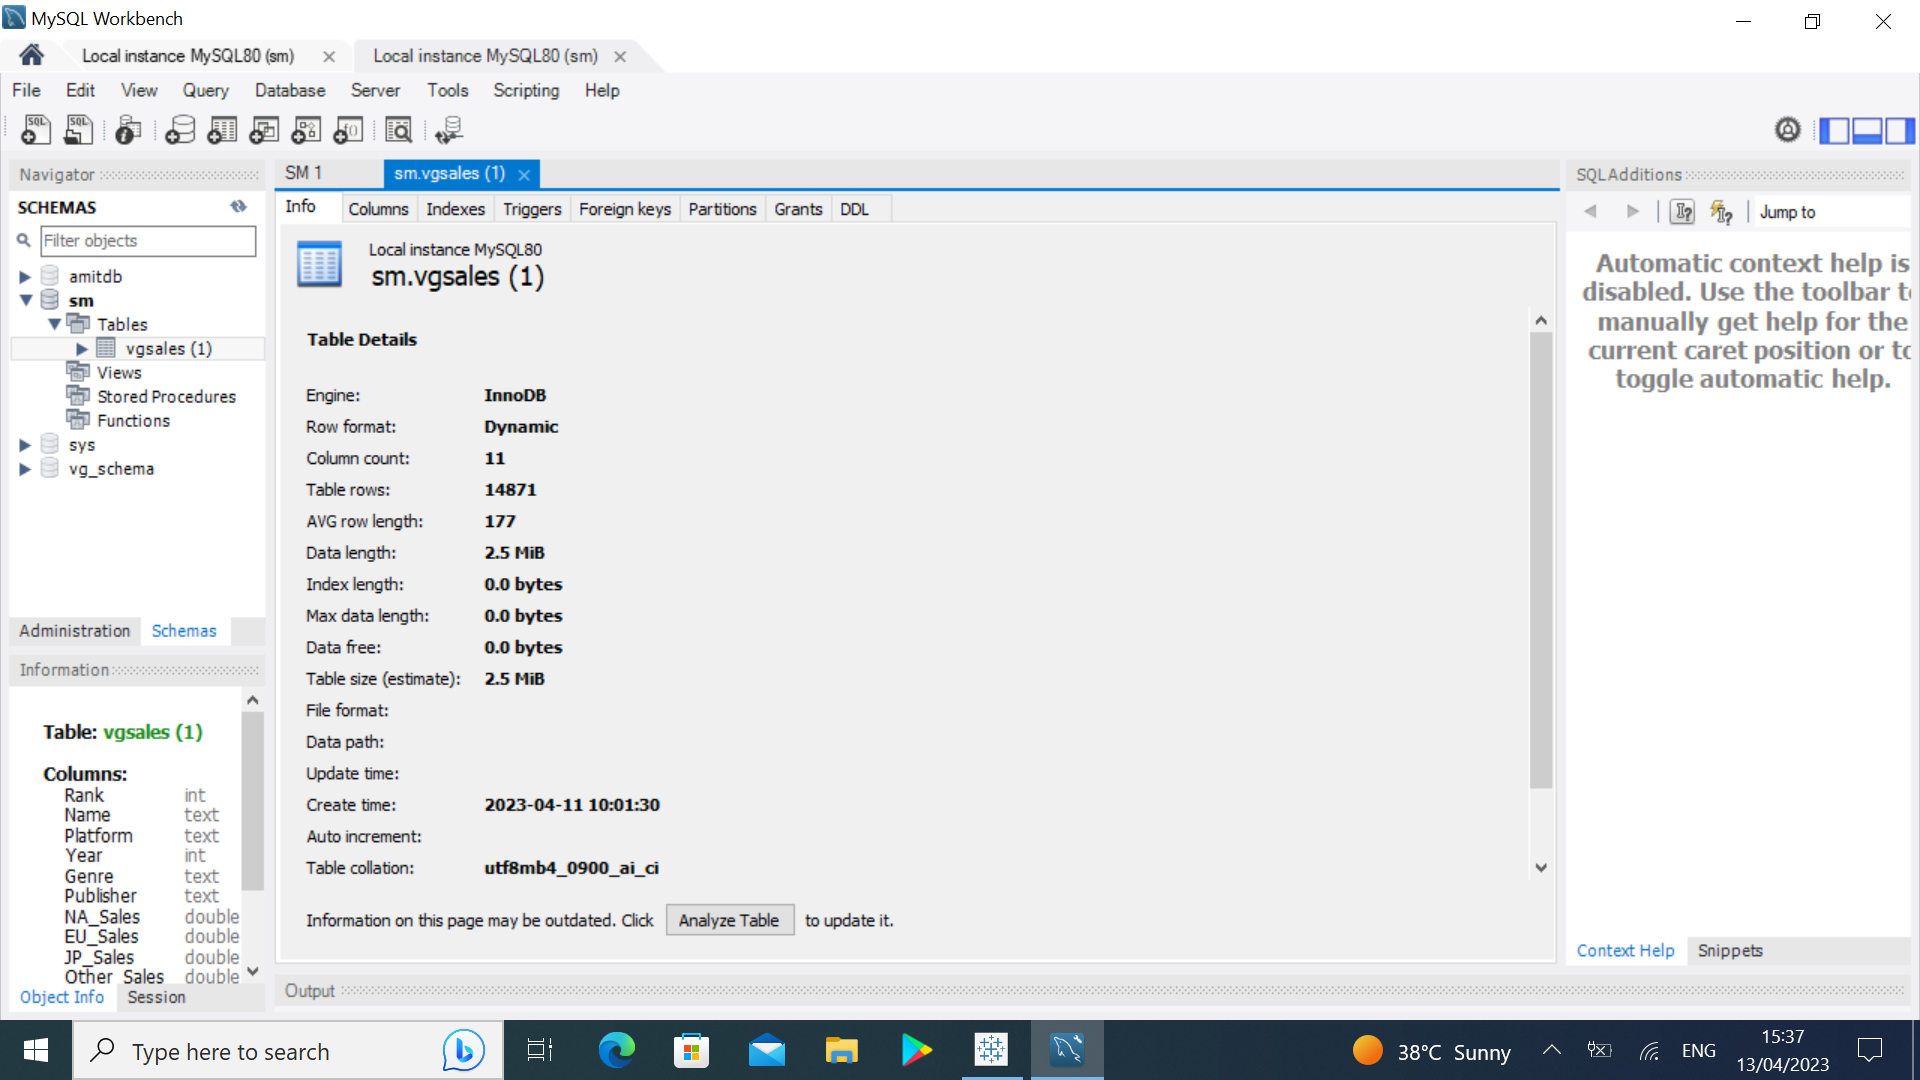 MySQL Workbench
Local instance MySQL80 (sm)
Local instance MySQL80 (sm)
File Edit View Query Database Server Tools Scripting Help
Navigator
SCHEMAS
Filter objects
amitdb
sm
Tables
vgsales (1)
Views
Stored Procedures
Functions
sys
vg_schema
Administration Schemas
Information
Table: vgsales (1)
Columns:
Rank int
Name text
Platform text
Year int
Genre text
Publisher text
NA_Sales double
EU_Sales double
JP_Sales double
Other_Sales double
Object Info Session
SM 1 sm.vgsales (1)
Info Columns Indexes Triggers Foreign keys Partitions Grants DDL
Local instance MySQL80
sm.vgsales (1)
Table Details
Engine: InnoDB
Row format: Dynamic
Column count: 11
Table rows: 14871
AVG row length: 177
Data length: 2.5 MiB
Index length: 0.0 bytes
Max data length: 0.0 bytes
Data free: 0.0 bytes
Table size (estimate): 2.5 MiB
File format:
Data path:
Update time:
Create time: 2023-04-11 10:01:30
Auto increment:
Table collation: utf8mb4_0900_ai_ci
Information on this page may be outdated. Click Analyze Table to update it.
Output
SQLAdditions
Jump to
Automatic context help is
disabled. Use the toolbar t
manually get help for the
current caret position or to
toggle automatic help.
Context Help Snippets
Type here to search
38°C Sunny
ENG
15:37
13/04/2023